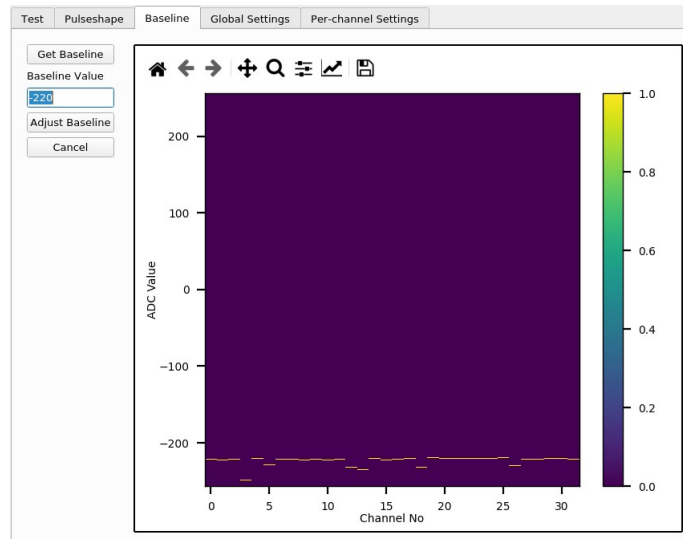 Test Pulseshape Baseline Global Settings Per-channel Settings
Get Baseline
Baseline Value
-220
Adjust Baseline
Cancel
ADC Value
200
100
0
−100
−200
0 5 10 15 20 25 30
Channel No
1.0
0.8
0.6
0.4
0.2
0.0